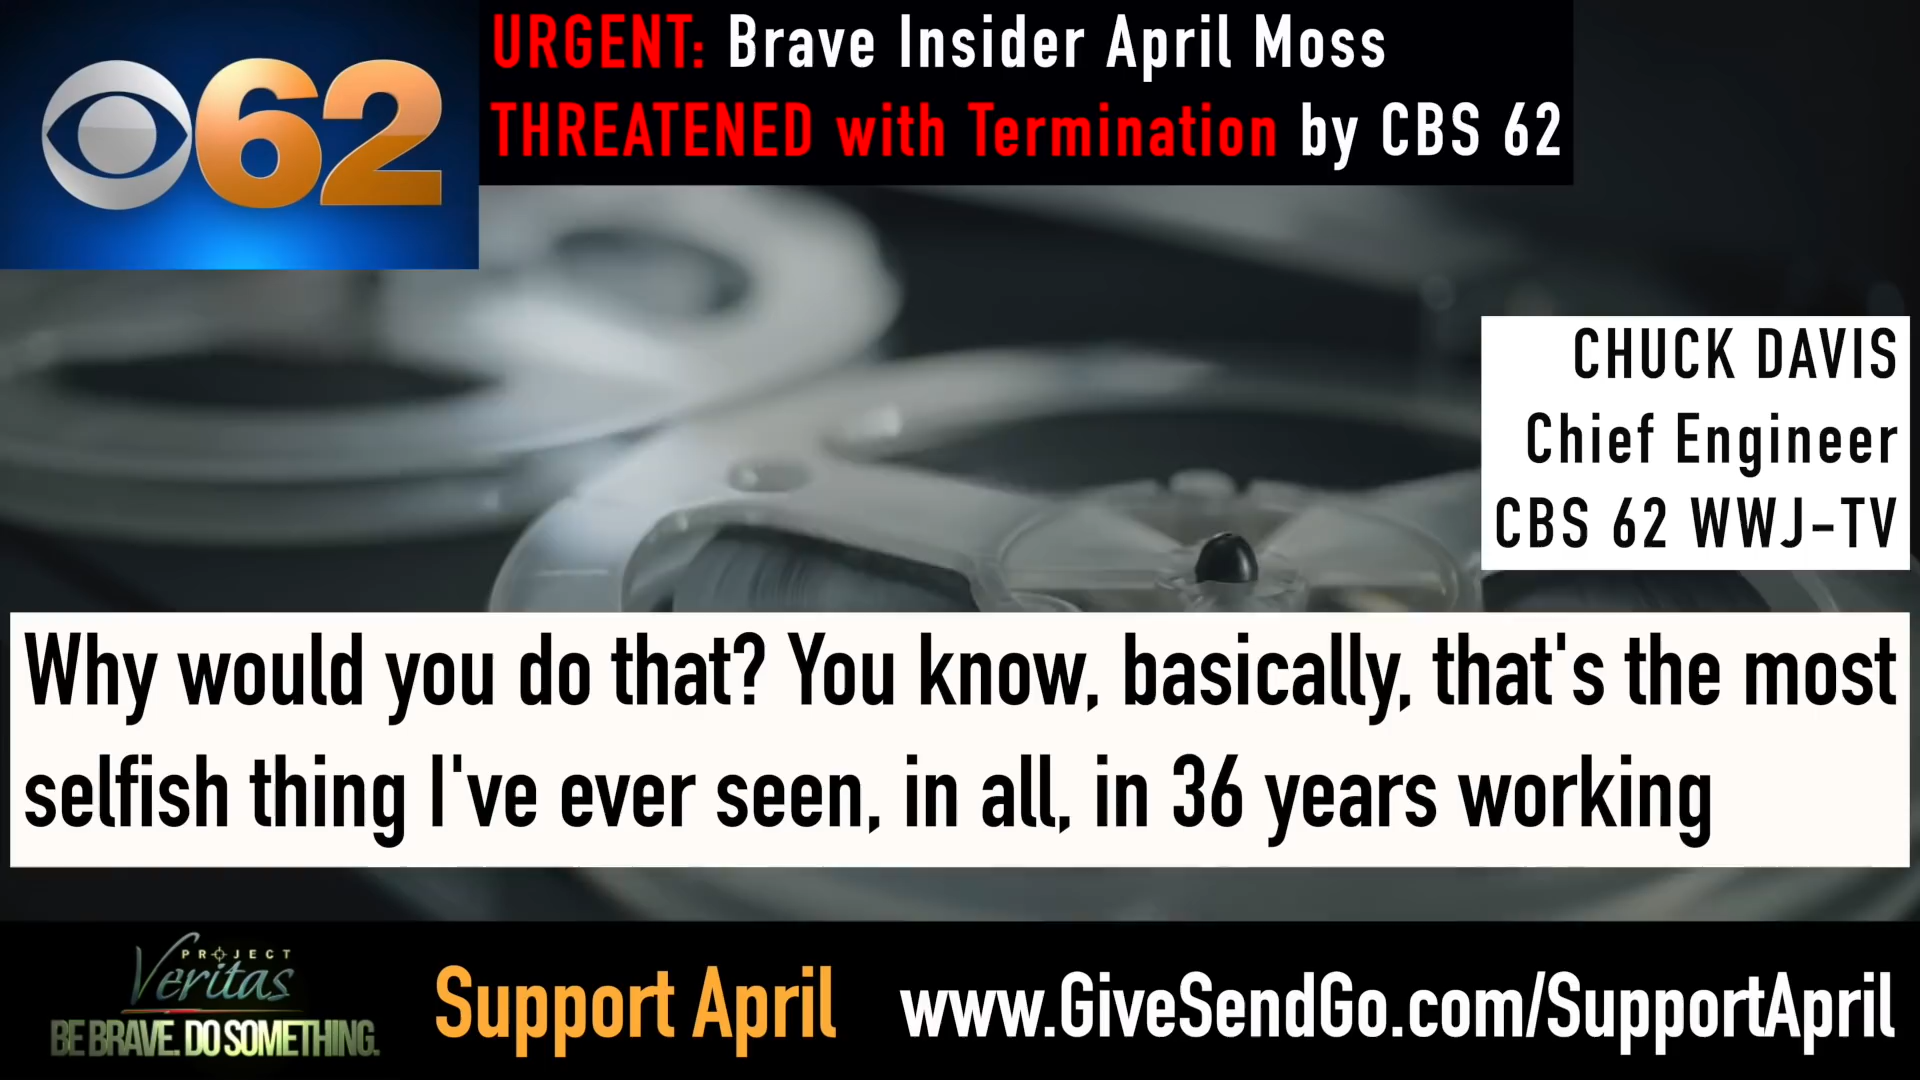 62
URGENT: Brave Insider April Moss
THREATENED with Termination by CBS 62
CHUCK DAVIS
Chief Engineer
CBS 62 WWJ-TV
Why would you do that? You know, basically, that's the most
selfish thing I've ever seen, in all, in 36 years working
PROJECT
Veritas
BE BRAVE. DO SOMETHING.
Support April www.GiveSendGo.com/SupportApril